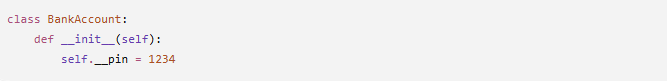 class BankAccount:
    def __init__(self):
        self.__pin = 1234